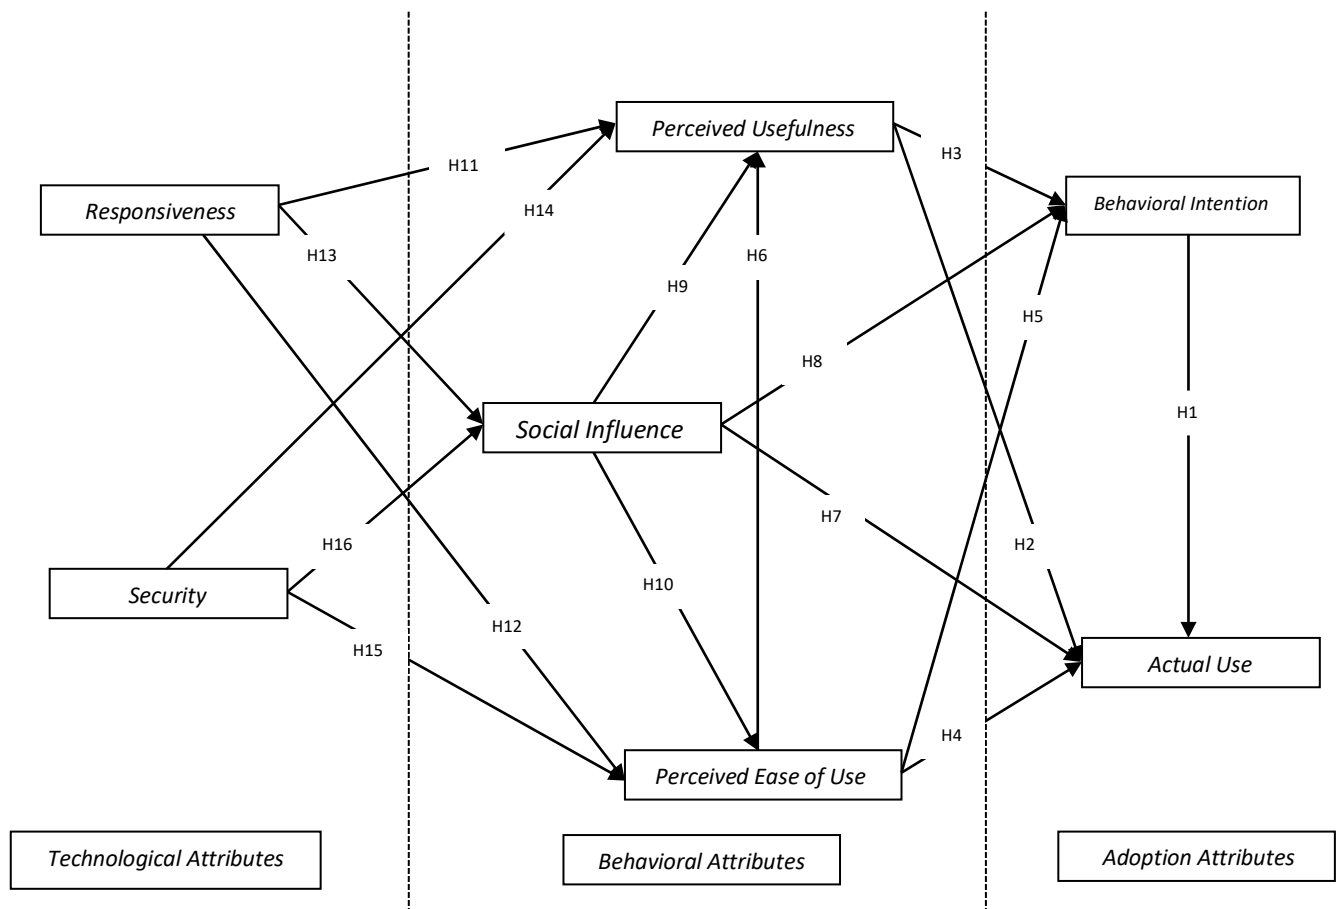 Perceived Usefulness
H3
H11
Behavioral Intention
Responsiveness
H14
H13
H6
H9
H5
H8
H1
Social Influence
H7
H16
H2
H10
Security
H12
H15
Actual Use
H4
Perceived Ease of Use
Technological Attributes
Behavioral Attributes
Adoption Attributes